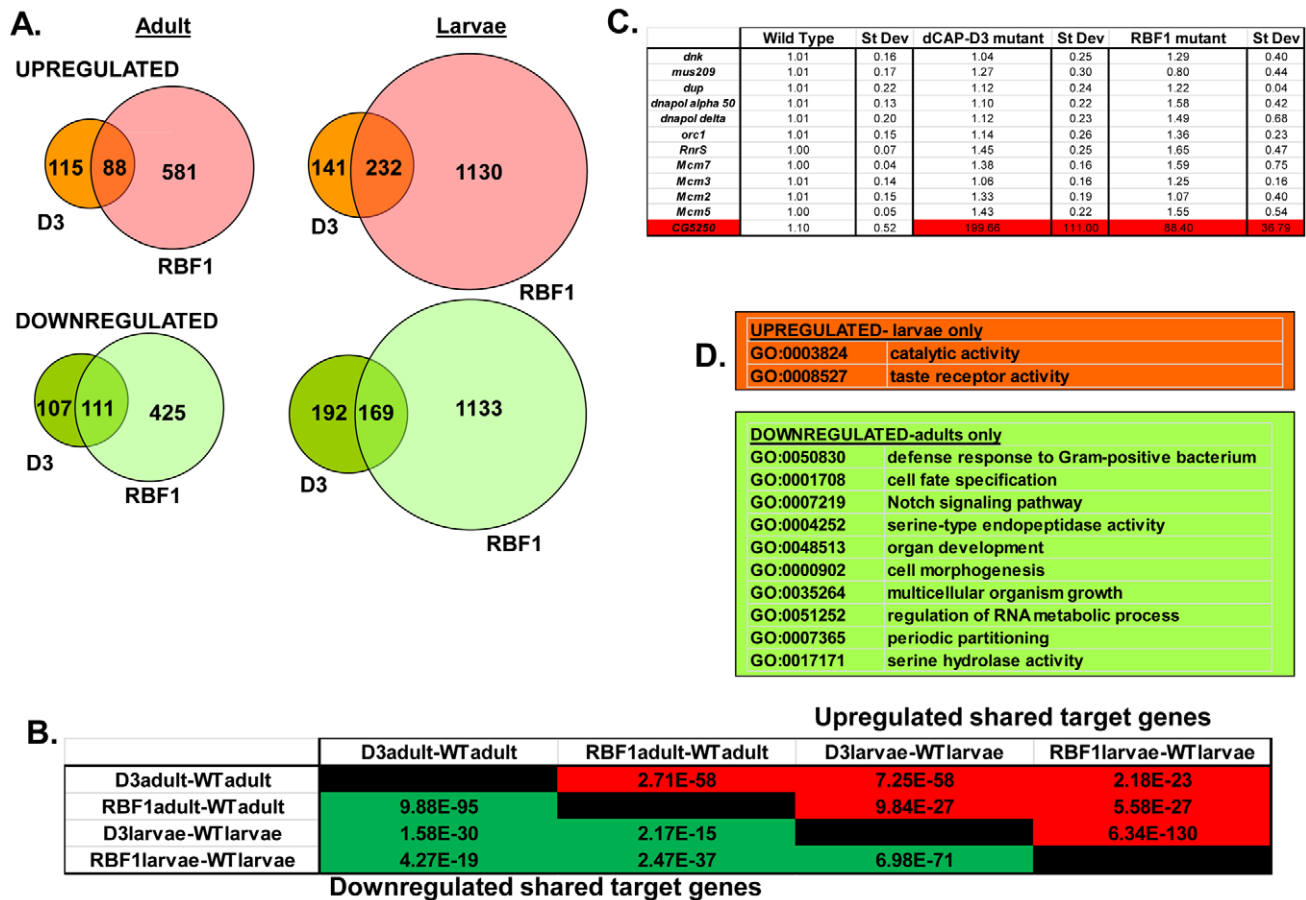 A.
Adult
Larvae
UPREGULATED
115 88 581
D3
RBF1
141 232 1130
D3
RBF1
DOWNREGULATED
107 111 425
D3
RBF1
192 169 1133
D3
RBF1
C.
Wild Type St Dev dCAP-D3 mutant St Dev RBF1 mutant St Dev
dnk 1.01 0.16 1.04 0.25 1.29 0.40
mus209 1.01 0.17 1.27 0.30 0.80 0.44
dup 1.01 0.22 1.12 0.24 1.22 0.04
dnapol alpha 50 1.01 0.13 1.10 0.22 1.58 0.42
dnapol delta 1.01 0.20 1.12 0.23 1.49 0.68
orc1 1.01 0.15 1.14 0.26 1.36 0.23
RnrS 1.00 0.07 1.45 0.25 1.65 0.47
Mcm7 1.00 0.04 1.38 0.16 1.59 0.75
Mcm3 1.01 0.14 1.06 0.16 1.25 0.16
Mcm2 1.01 0.15 1.33 0.19 1.07 0.40
Mcm5 1.00 0.05 1.43 0.22 1.55 0.54
CG5250 1.10 0.52 199.66 111.00 88.40 36.79
D.
UPREGULATED- larvae only
GO:0003824 catalytic activity
GO:0008527 taste receptor activity
DOWNREGULATED-adults only
GO:0050830 defense response to Gram-positive bacterium
GO:0001708 cell fate specification
GO:0007219 Notch signaling pathway
GO:0004252 serine-type endopeptidase activity
GO:0048513 organ development
GO:0000902 cell morphogenesis
GO:0035264 multicellular organism growth
GO:0051252 regulation of RNA metabolic process
GO:0007365 periodic partitioning
GO:0017171 serine hydrolase activity
B.
Upregulated shared target genes
D3adult-WTadult RBF1adult-WTadult D3larvae-WTlarvae RBF1larvae-WTlarvae
D3adult-WTadult 2.71E-58 7.25E-58 2.18E-23
RBF1adult-WTadult 9.88E-95 9.84E-27 5.58E-27
D3larvae-WTlarvae 1.58E-30 2.17E-15 6.34E-130
RBF1larvae-WTlarvae 4.27E-19 2.47E-37 6.98E-71
Downregulated shared target genes